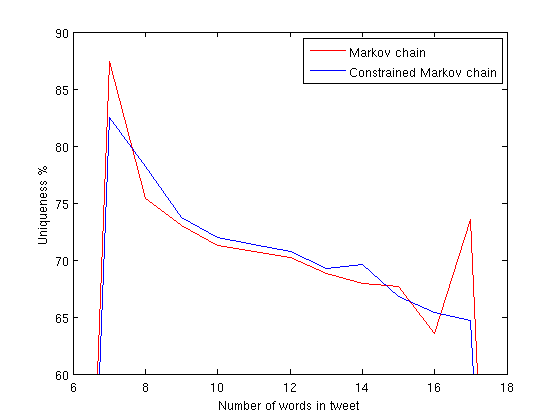 90
85
80
75
70
65
60
Uniqueness %
Markov chain
Constrained Markov chain
6 8 10 12 14 16 18
Number of words in tweet